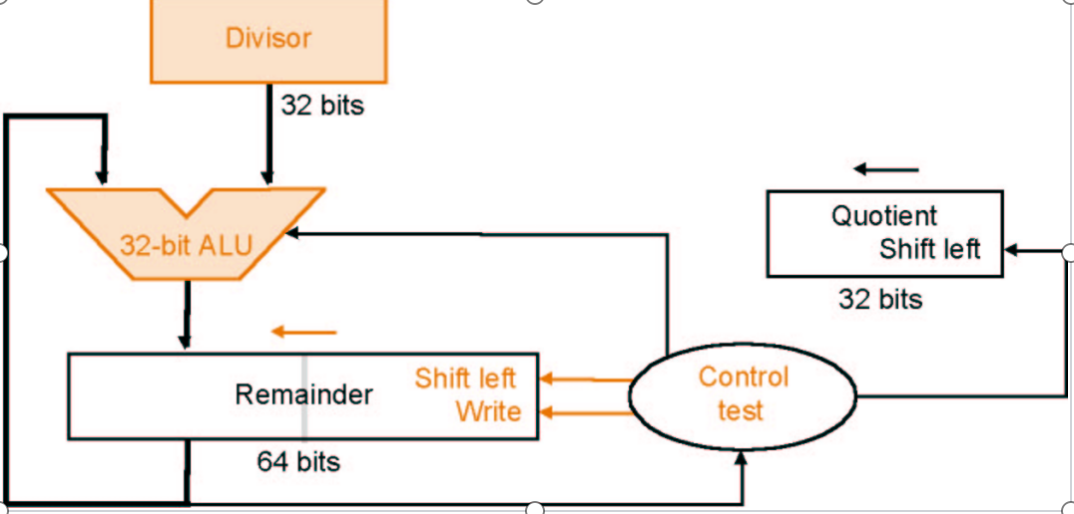 Divisor
32 bits
32-bit ALU
Quotient
Shift left
32 bits
Remainder
Shift left
Write
64 bits
Control
test